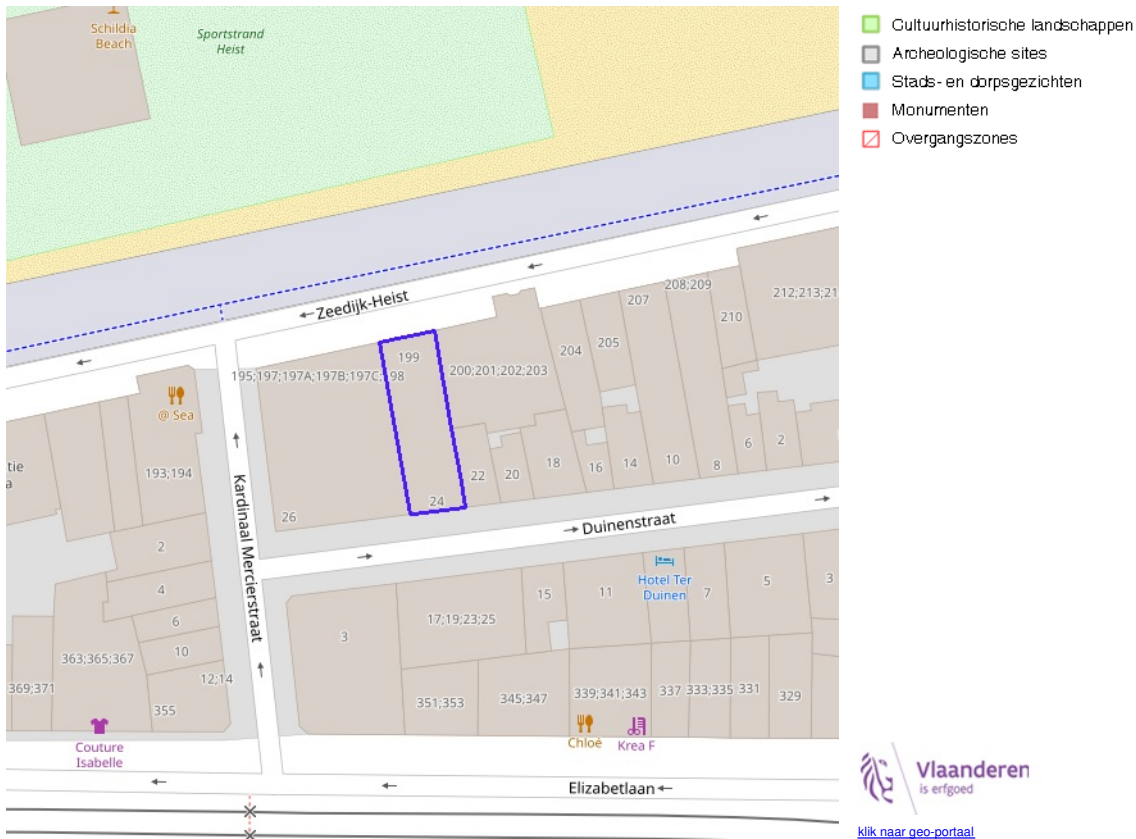 Schildia
Beach
Sportstrand
Heist
Zeedijk-Heist
207
208;209
212;213;21
210
204
205
199
195;197;197A;197B;197C;198
200;201;202;203
@ Sea
193;194
tie
a
Kardinaal Mercierstraat
22
20
18
16
14
10
8
6
2
24
26
Duinenstraat
2
4
6
10
12;14
363;365;367
369;371
355
Couture
Isabelle
3
17;19;23;25
15
11
Hotel Ter
Duinen
7
5
3
351;353
345;347
339;341;343
337
333;335
331
329
Chloé
Krea F
Elizabetlaan
Cultuurhistorische landschappen
Archeologische sites
Stads- en dorpsgezichten
Monumenten
Overgangszones
Vlaanderen
is erfgoed
klik naar geo-portaal